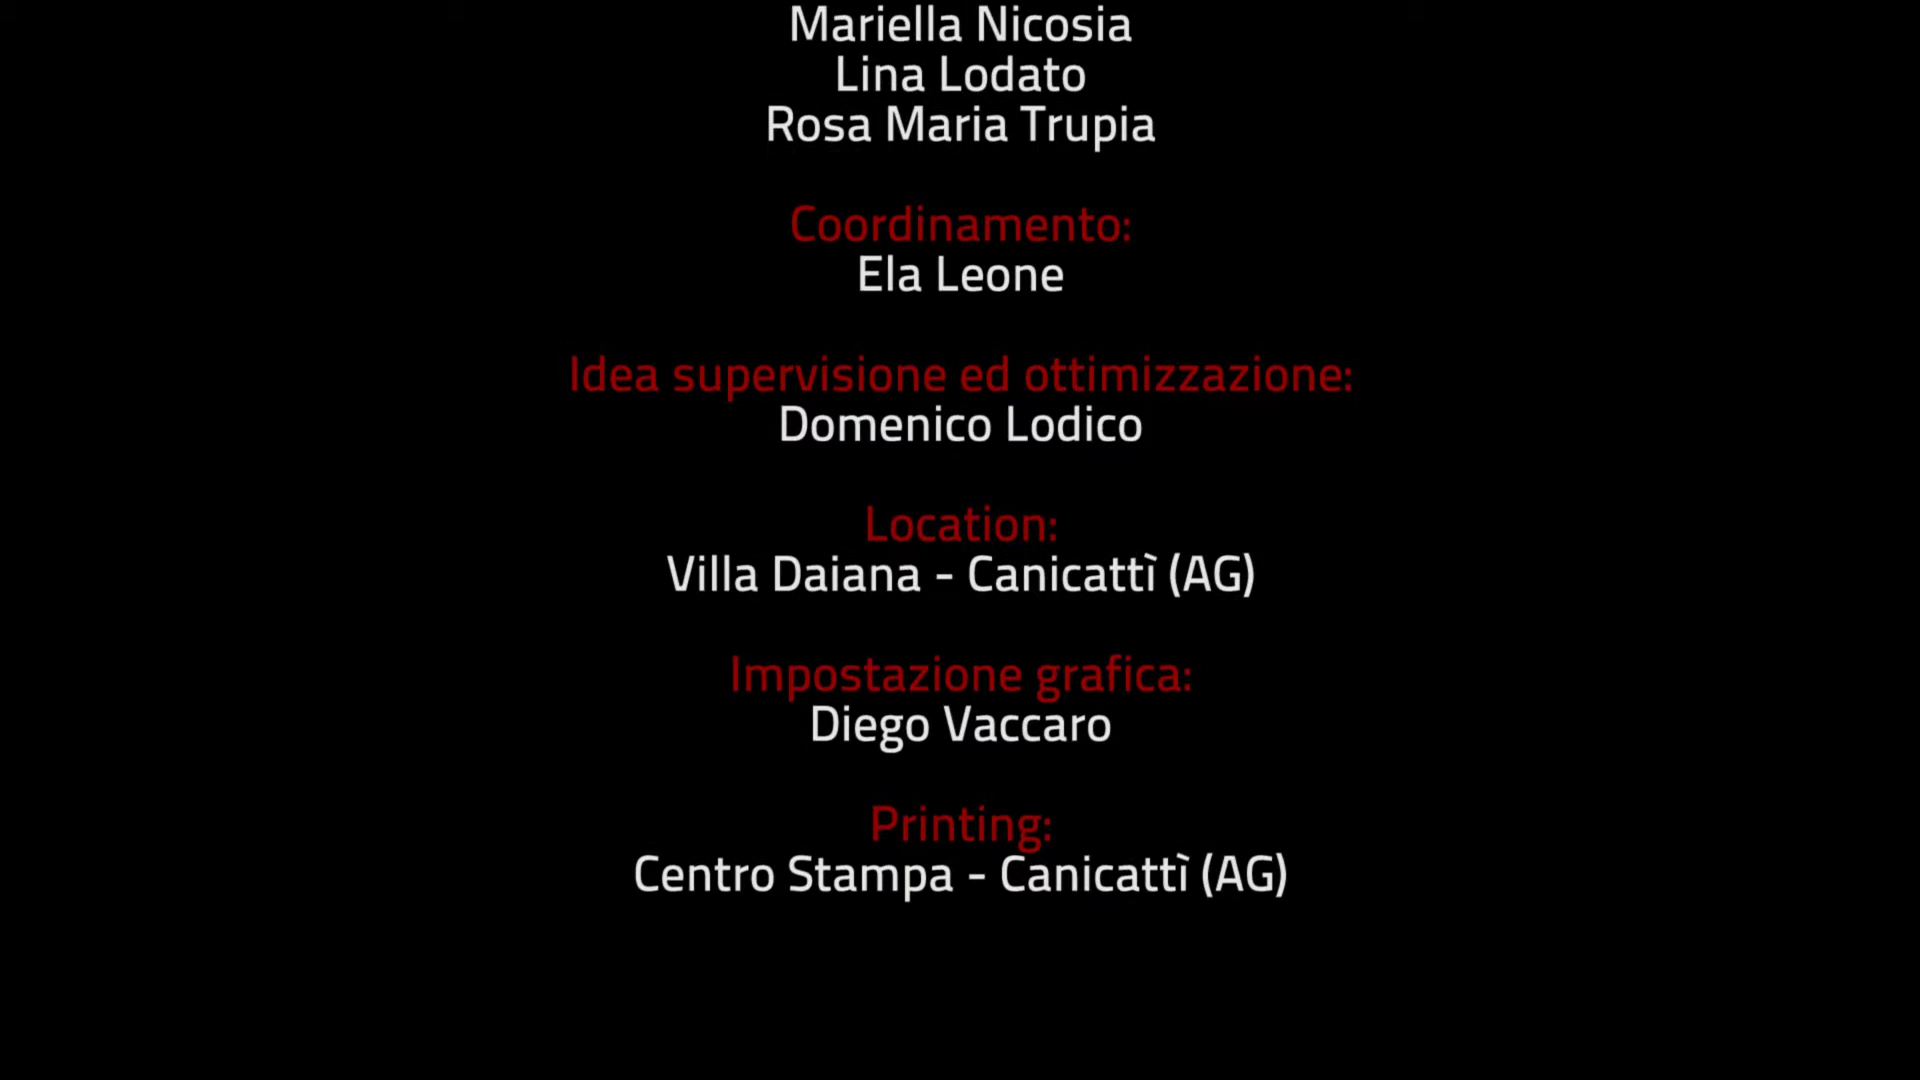 Mariella Nicosia
Lina Lodato
Rosa Maria Trupia
Coordinamento:
Ela Leone
Idea supervisione ed ottimizzazione:
Domenico Lodico
Location:
Villa Daiana - Canicattì (AG)
Impostazione grafica:
Diego Vaccaro
Printing:
Centro Stampa - Canicattì (AG)